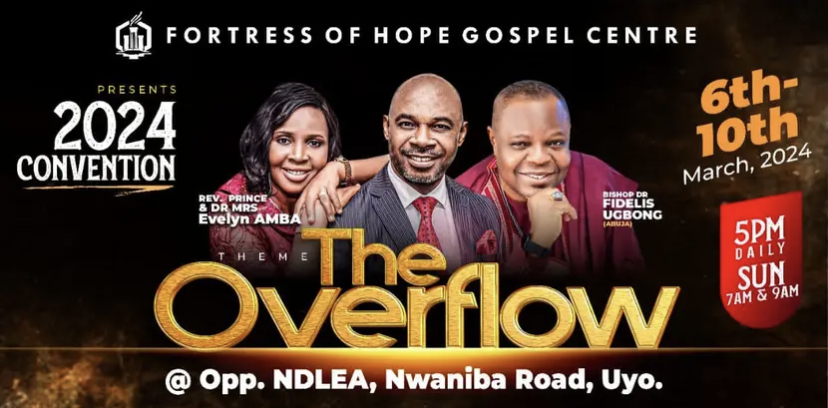 FORTRESS OF HOPE GOSPEL CENTRE
PRESENTS
2024
CONVENTION
REV. PRINCE
& DR MRS
Evelyn AMBA
BISHOP DR
FIDELIS
UGBONG
(ABUJA)
6th-
10th
March, 2024
5PM
DAILY
SUN
7AM & 9AM
THEME
The
Overflow
@ Opp. NDLEA, Nwaniba Road, Uyo.